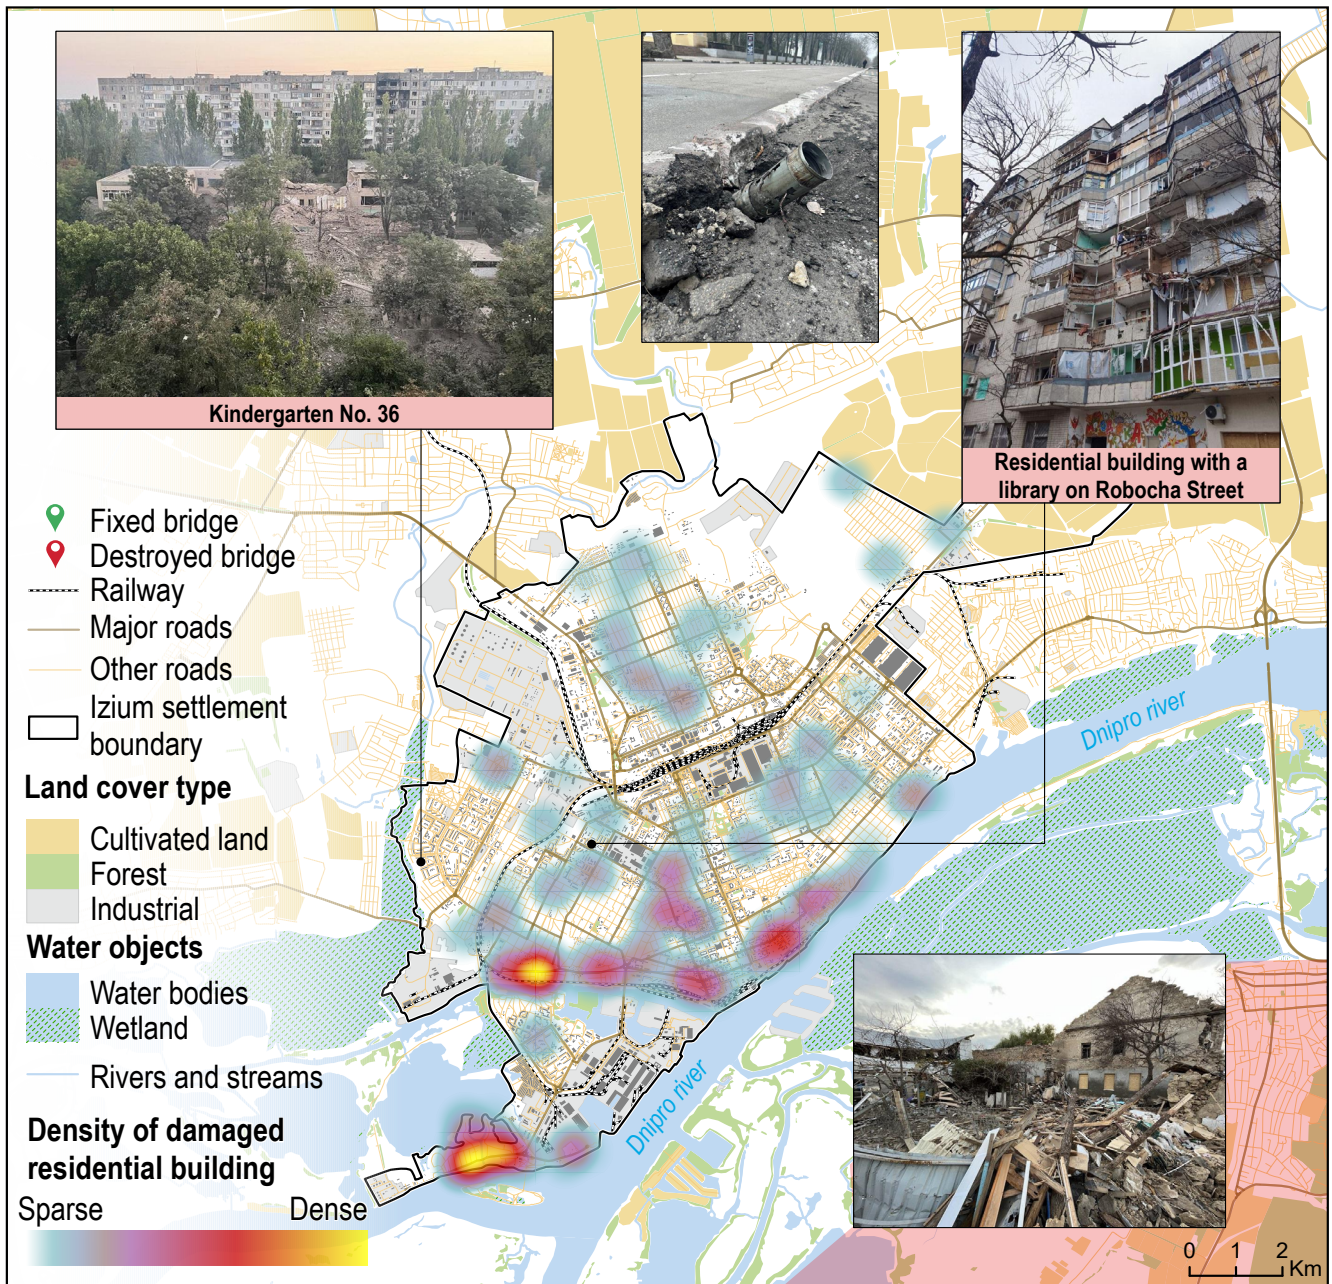 Kindergarten No. 36
Residential building with a
library on Robocha Street
Fixed bridge
Destroyed bridge
Railway
Major roads
Other roads
Izium settlement
boundary
Land cover type
Cultivated land
Forest
Industrial
Water objects
Water bodies
Wetland
Rivers and streams
Density of damaged
residential building
Sparse
Dense
Dnipro river
Dnipro river
0 1 2
Km